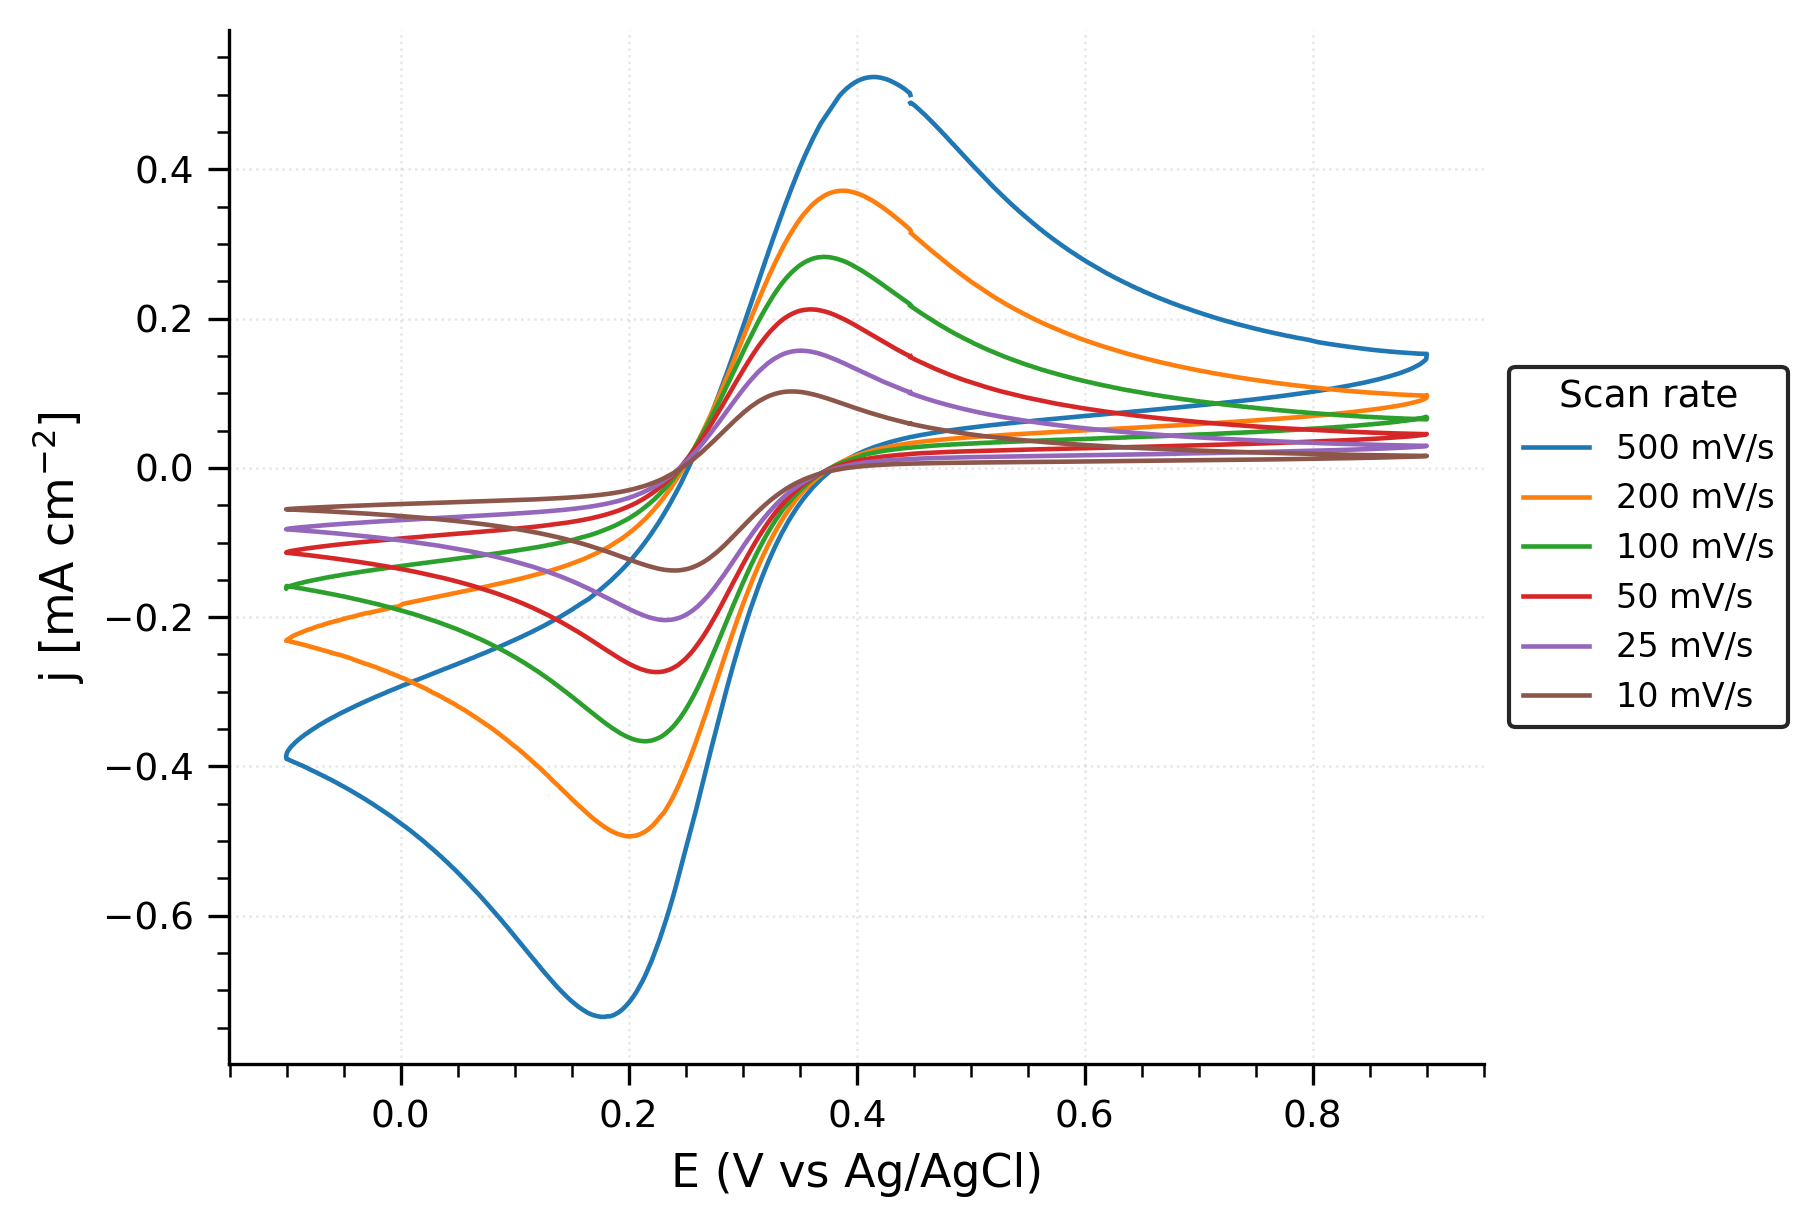 j [mA cm⁻²]
0.4
0.2
0.0
−0.2
−0.4
−0.6
0.0 0.2 0.4 0.6 0.8
E (V vs Ag/AgCl)
Scan rate
500 mV/s
200 mV/s
100 mV/s
50 mV/s
25 mV/s
10 mV/s